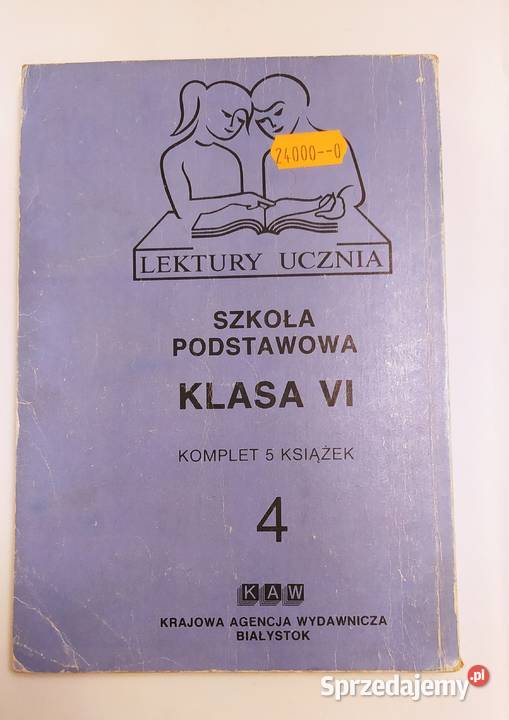 24000--0
LEKTURY UCZNIA
SZKOŁA
PODSTAWOWA
KLASA VI
KOMPLET 5 KSIĄŻEK
4
KAW
KRAJOWA AGENCJA WYDAWNICZA
BIAŁYSTOK
Sprzedajemy.pl